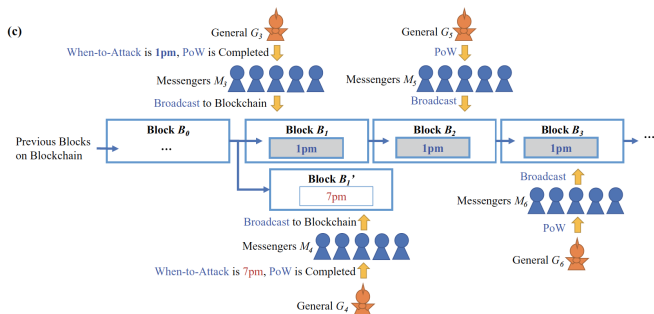 (c)
General G3
General G5
When-to-Attack is 1pm, PoW is Completed
PoW
Messengers M3
Messengers M5
Broadcast to Blockchain
Broadcast
Previous Blocks
on Blockchain
Block B0
...
Block B1
1pm
Block B2
1pm
Block B3
1pm
...
Block B1’
7pm
Broadcast to Blockchain
Messengers M4
When-to-Attack is 7pm, PoW is Completed
General G4
Broadcast
Messengers M6
PoW
General G6